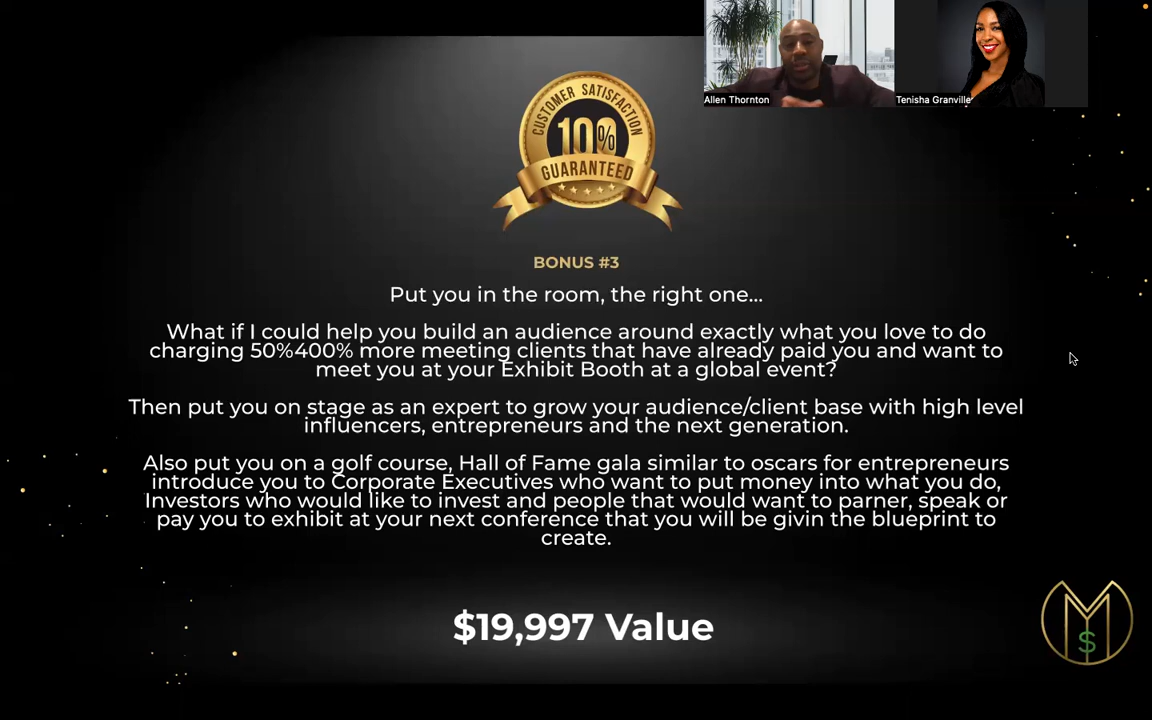 Allen Thornton
Tenisha Granville
CUSTOMER SATISFACTION
100%
GUARANTEED
BONUS #3
Put you in the room, the right one...
What if I could help you build an audience around exactly what you love to do
charging 50%400% more meeting clients that have already paid you and want to
meet you at your Exhibit Booth at a global event?
Then put you on stage as an expert to grow your audience/client base with high level
influencers, entrepreneurs and the next generation.
Also put you on a golf course, Hall of Fame gala similar to oscars for entrepreneurs
introduce you to Corporate Executives who want to put money into what you do,
Investors who would like to invest and people that would want to parner, speak or
pay you to exhibit at your next conference that you will be givin the blueprint to
create.
$19,997 Value
M
$